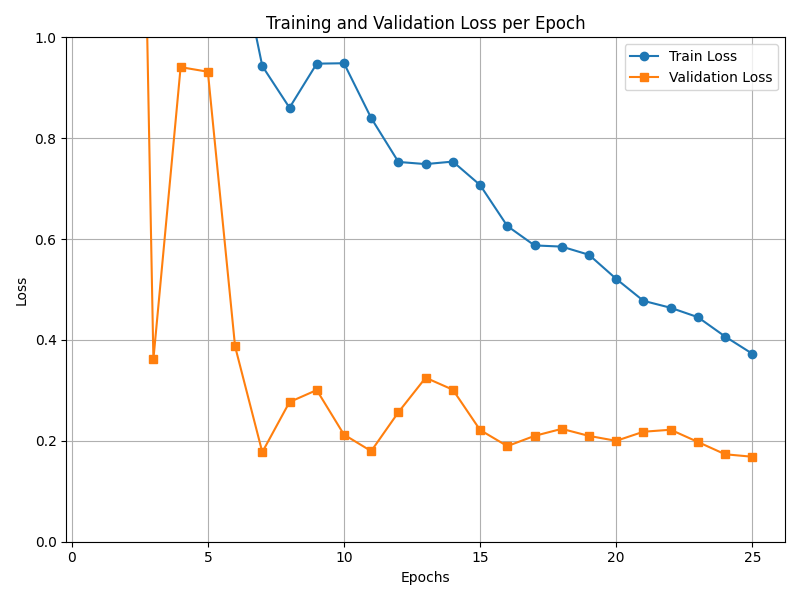 Training and Validation Loss per Epoch
Train Loss
Validation Loss
Loss
1.0
0.8
0.6
0.4
0.2
0.0
0 5 10 15 20 25
Epochs